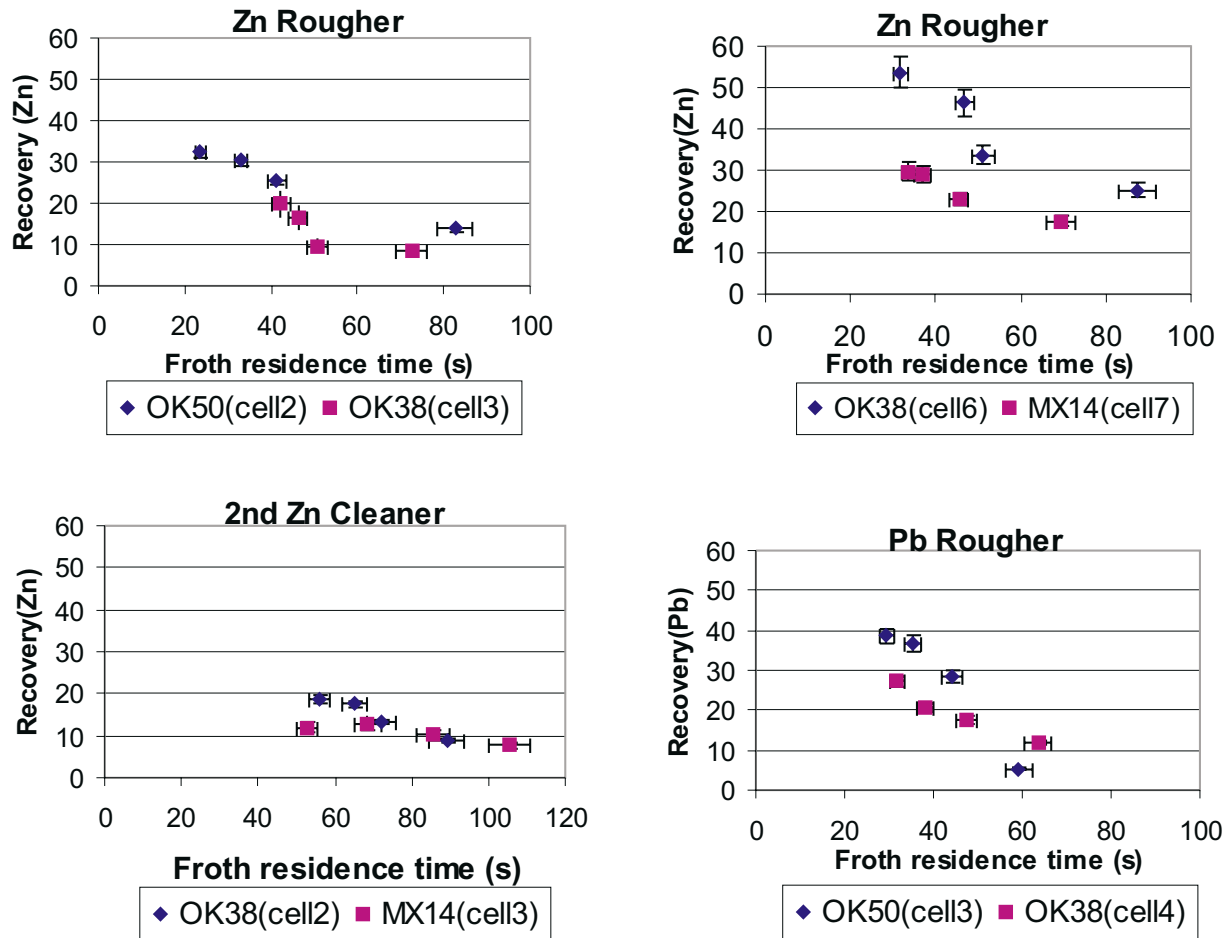 Zn Rougher
60
50
40
30
20
10
0
Recovery (Zn)
0 20 40 60 80 100
Froth residence time (s)
OK50(cell2) OK38(cell3)
Zn Rougher
60
50
40
30
20
10
0
Recovery(Zn)
0 20 40 60 80 100
Froth residence time (s)
OK38(cell6) MX14(cell7)
2nd Zn Cleaner
60
50
40
30
20
10
0
Recovery(Zn)
0 20 40 60 80 100 120
Froth residence time (s)
OK38(cell2) MX14(cell3)
Pb Rougher
60
50
40
30
20
10
0
Recovery(Pb)
0 20 40 60 80 100
Froth residence time (s)
OK50(cell3) OK38(cell4)